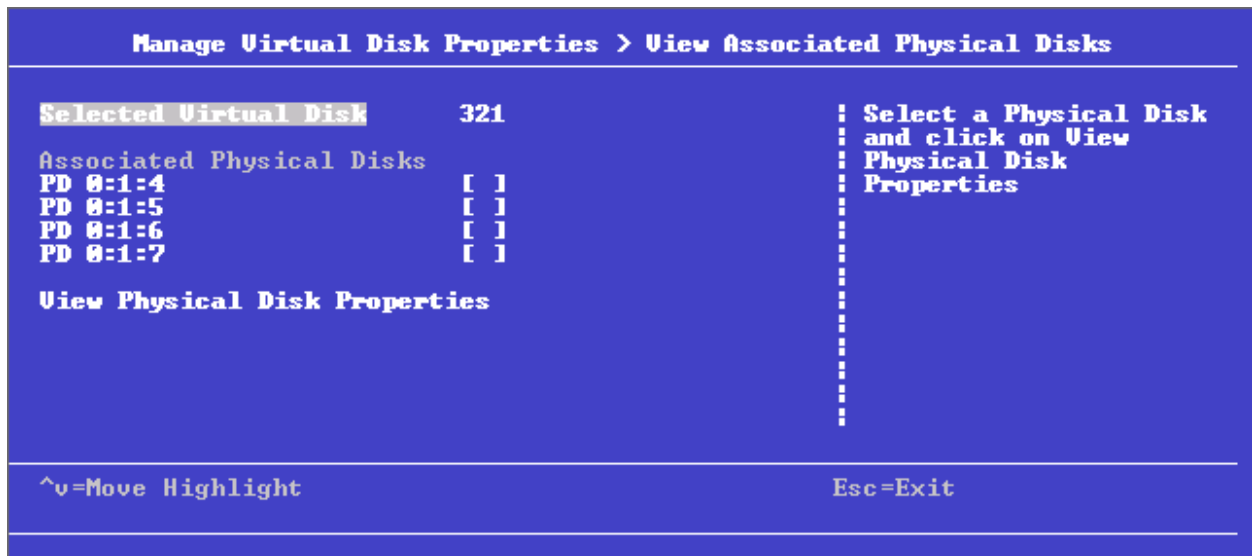 Manage Virtual Disk Properties > View Associated Physical Disks
Selected Virtual Disk 321
Associated Physical Disks
PD 0:1:4 [ ]
PD 0:1:5 [ ]
PD 0:1:6 [ ]
PD 0:1:7 [ ]
View Physical Disk Properties
Select a Physical Disk
and click on View
Physical Disk
Properties
^v=Move Highlight
Esc=Exit